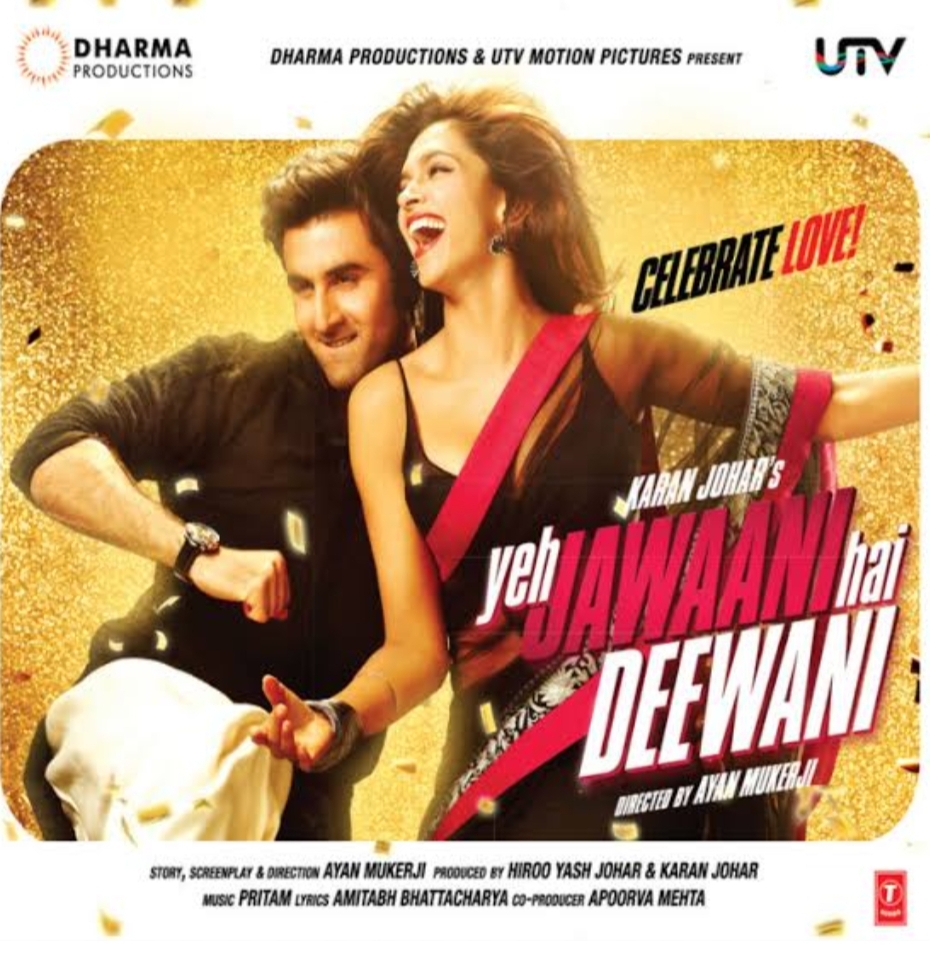 DHARMA
PRODUCTIONS
DHARMA PRODUCTIONS & UTV MOTION PICTURES PRESENT
UTV
CELEBRATE LOVE!
KARAN JOHAR'S
yeh JAWAANI hai
DEEWANI
DIRECTED BY AYAN MUKERJI
STORY, SCREENPLAY & DIRECTION AYAN MUKERJI PRODUCED BY HIROO YASH JOHAR & KARAN JOHAR
MUSIC PRITAM LYRICS AMITABH BHATTACHARYA CO-PRODUCER APOORVA MEHTA
T